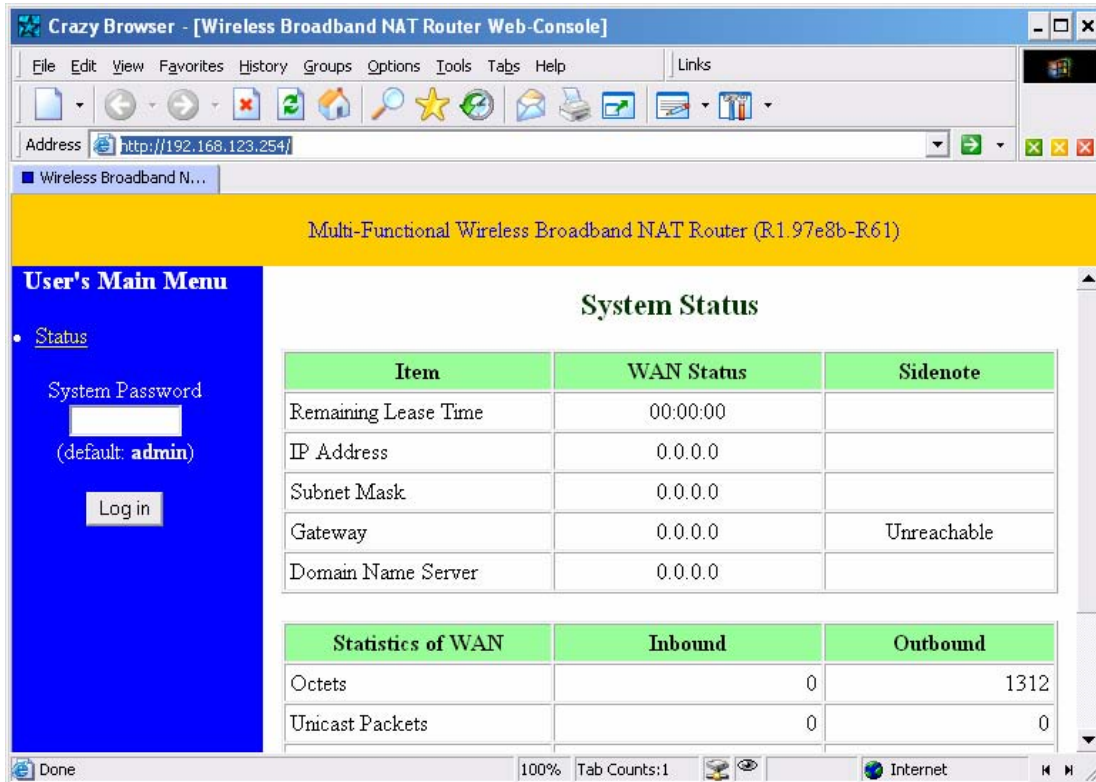 Crazy Browser - [Wireless Broadband NAT Router Web-Console]
File Edit View Favorites History Groups Options Tools Tabs Help Links
Address http://192.168.123.254/
Wireless Broadband N...
Multi-Functional Wireless Broadband NAT Router (R1.97e8b-R61)
User's Main Menu
Status
System Password
(default: admin)
Log in
System Status
Item WAN Status Sidenote
Remaining Lease Time 00:00:00
IP Address 0.0.0.0
Subnet Mask 0.0.0.0
Gateway 0.0.0.0 Unreachable
Domain Name Server 0.0.0.0
Statistics of WAN Inbound Outbound
Octets 0 1312
Unicast Packets 0 0
Done 100% Tab Counts:1 Internet